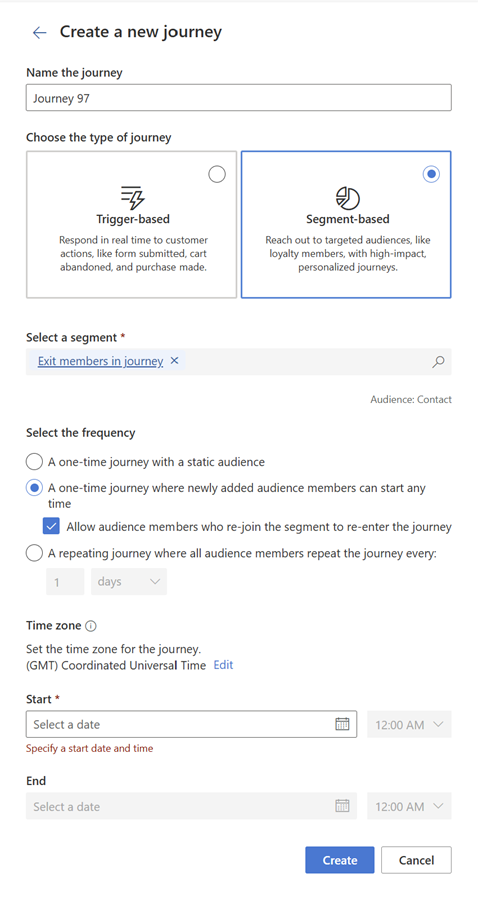 Create a new journey
Name the journey
Journey 97
Choose the type of journey
Trigger-based
Respond in real time to customer
actions, like form submitted, cart
abandoned, and purchase made.
Segment-based
Reach out to targeted audiences, like
loyalty members, with high-impact,
personalized journeys.
Select a segment *
Exit members in journey
Audience: Contact
Select the frequency
A one-time journey with a static audience
A one-time journey where newly added audience members can start any
time
Allow audience members who re-join the segment to re-enter the journey
A repeating journey where all audience members repeat the journey every:
1 days
Time zone
Set the time zone for the journey.
(GMT) Coordinated Universal Time Edit
Start *
Select a date 12:00 AM
Specify a start date and time
End
Select a date 12:00 AM
Create Cancel